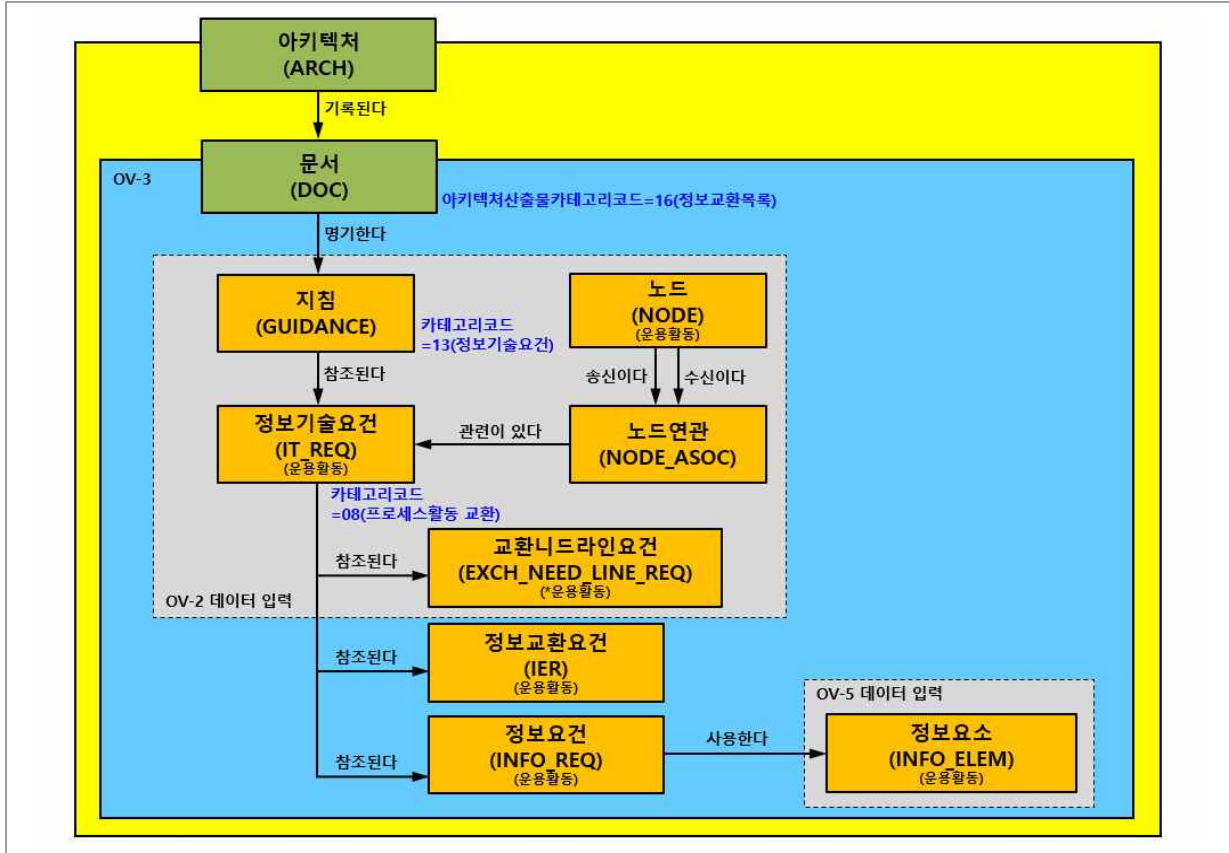 아키텍처
(ARCH)
기록된다
OV-3
문서
(DOC)
아키텍처산출물카테고리코드=16(정보교환목록)
명기한다
지침
(GUIDANCE)
카테고리코드
=13(정보기술요건)
노드
(NODE)
(운용활동)
참조된다
송신이다
수신이다
정보기술요건
(IT_REQ)
(운용활동)
관련이 있다
노드연관
(NODE_ASOC)
카테고리코드
=08(프로세스활동 교환)
참조된다
교환니드라인요건
(EXCH_NEED_LINE_REQ)
(*운용활동)
OV-2 데이터 입력
참조된다
정보교환요건
(IER)
(운용활동)
참조된다
정보요건
(INFO_REQ)
(운용활동)
사용한다
OV-5 데이터 입력
정보요소
(INFO_ELEM)
(운용활동)